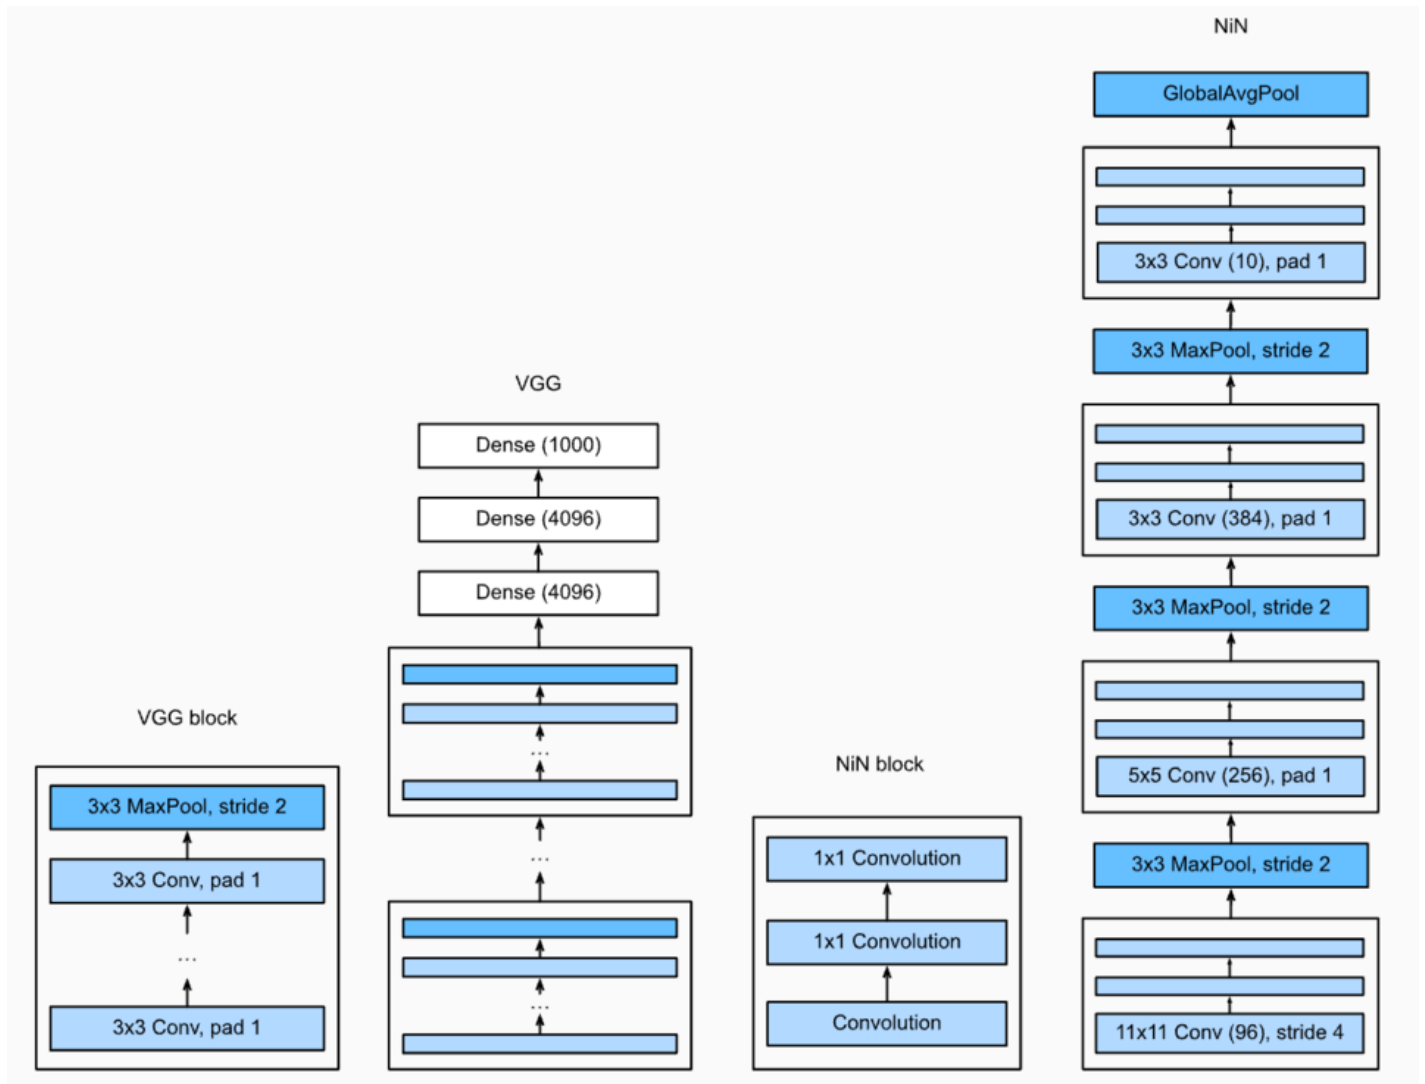 VGG block
3x3 MaxPool, stride 2
3x3 Conv, pad 1
...
3x3 Conv, pad 1
VGG
Dense (1000)
Dense (4096)
Dense (4096)
...
...
...
NiN block
1x1 Convolution
1x1 Convolution
Convolution
NiN
GlobalAvgPool
3x3 Conv (10), pad 1
3x3 MaxPool, stride 2
3x3 Conv (384), pad 1
3x3 MaxPool, stride 2
5x5 Conv (256), pad 1
3x3 MaxPool, stride 2
11x11 Conv (96), stride 4